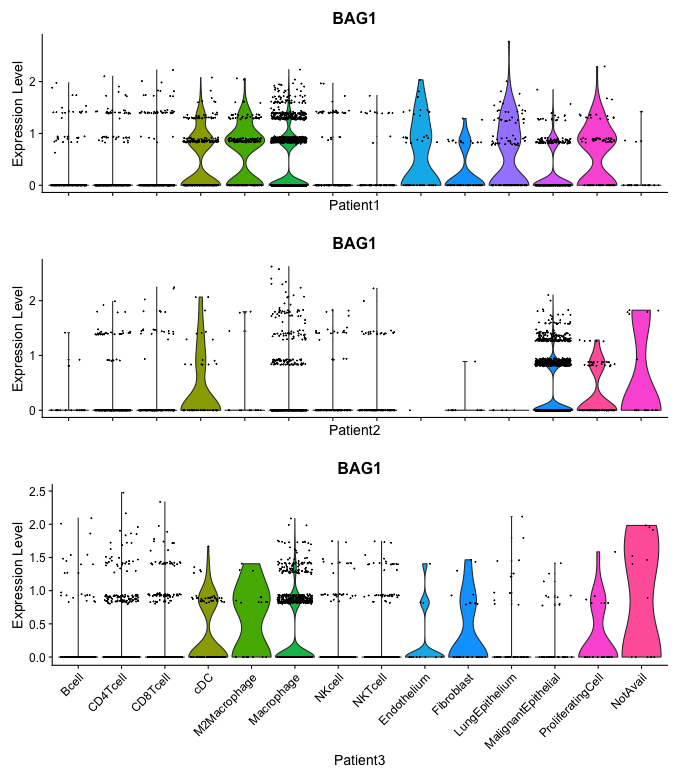 BAG1
Expression Level
2
1
0
Patient1
BAG1
Expression Level
2
1
0
Patient2
BAG1
Expression Level
2.5
2.0
1.5
1.0
0.5
0.0
Bcell
CD4Tcell
CD8Tcell
cDC
M2Macrophage
Macrophage
NKcell
NKTcell
Endothelium
Fibroblast
LungEpithelium
MalignantEpithelial
ProliferatingCell
NotAvail
Patient3